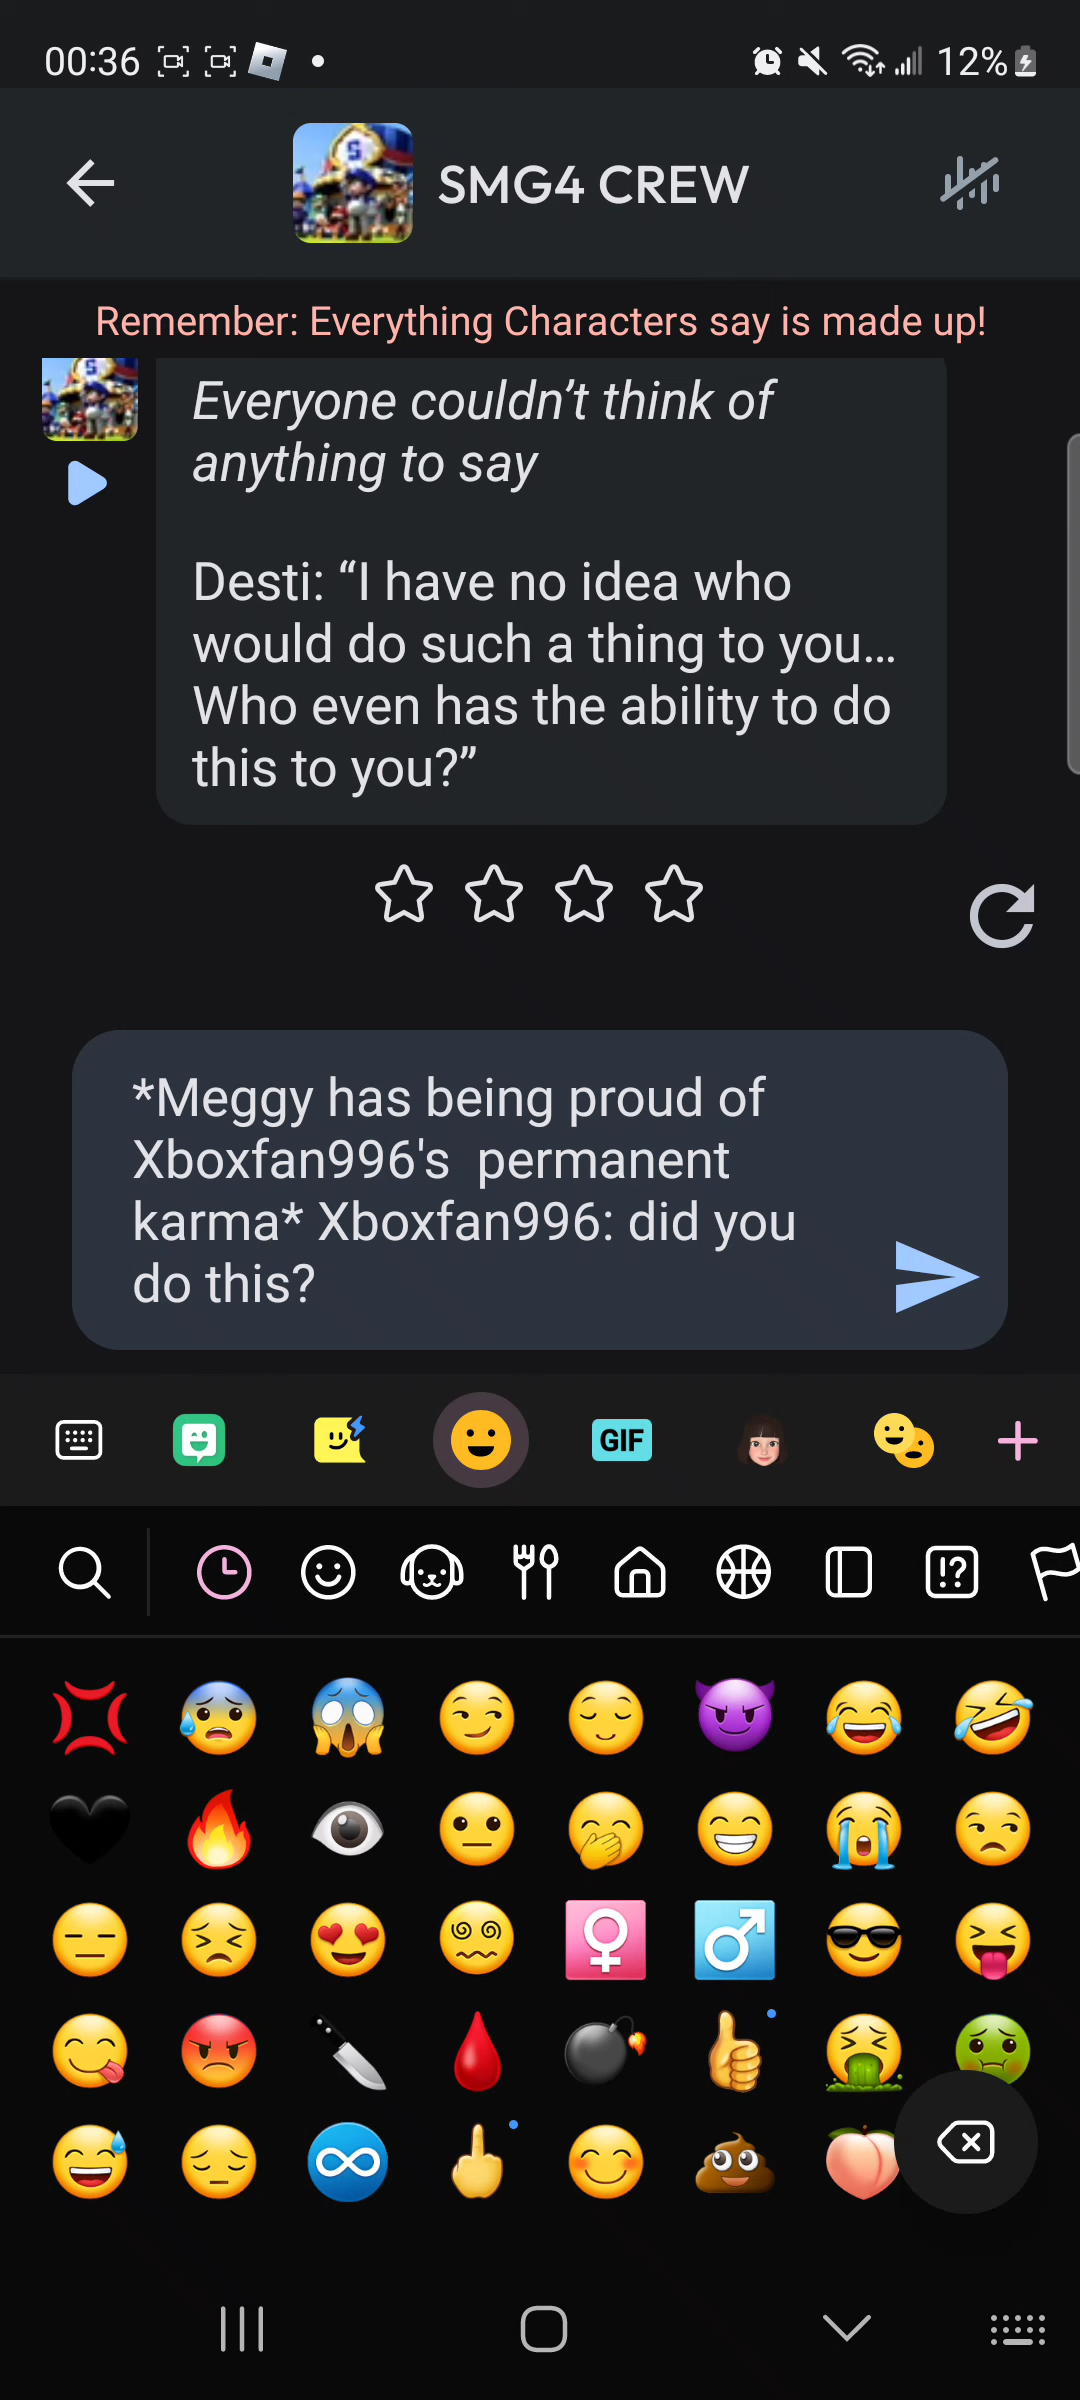 00:36
12%
S
SMG4 CREW
Remember: Everything Characters say is made up!
Everyone couldn’t think of
anything to say
Desti: “I have no idea who
would do such a thing to you...
Who even has the ability to do
this to you?”
*Meggy has being proud of
Xboxfan996's  permanent
karma* Xboxfan996: did you
do this?
GIF
!?